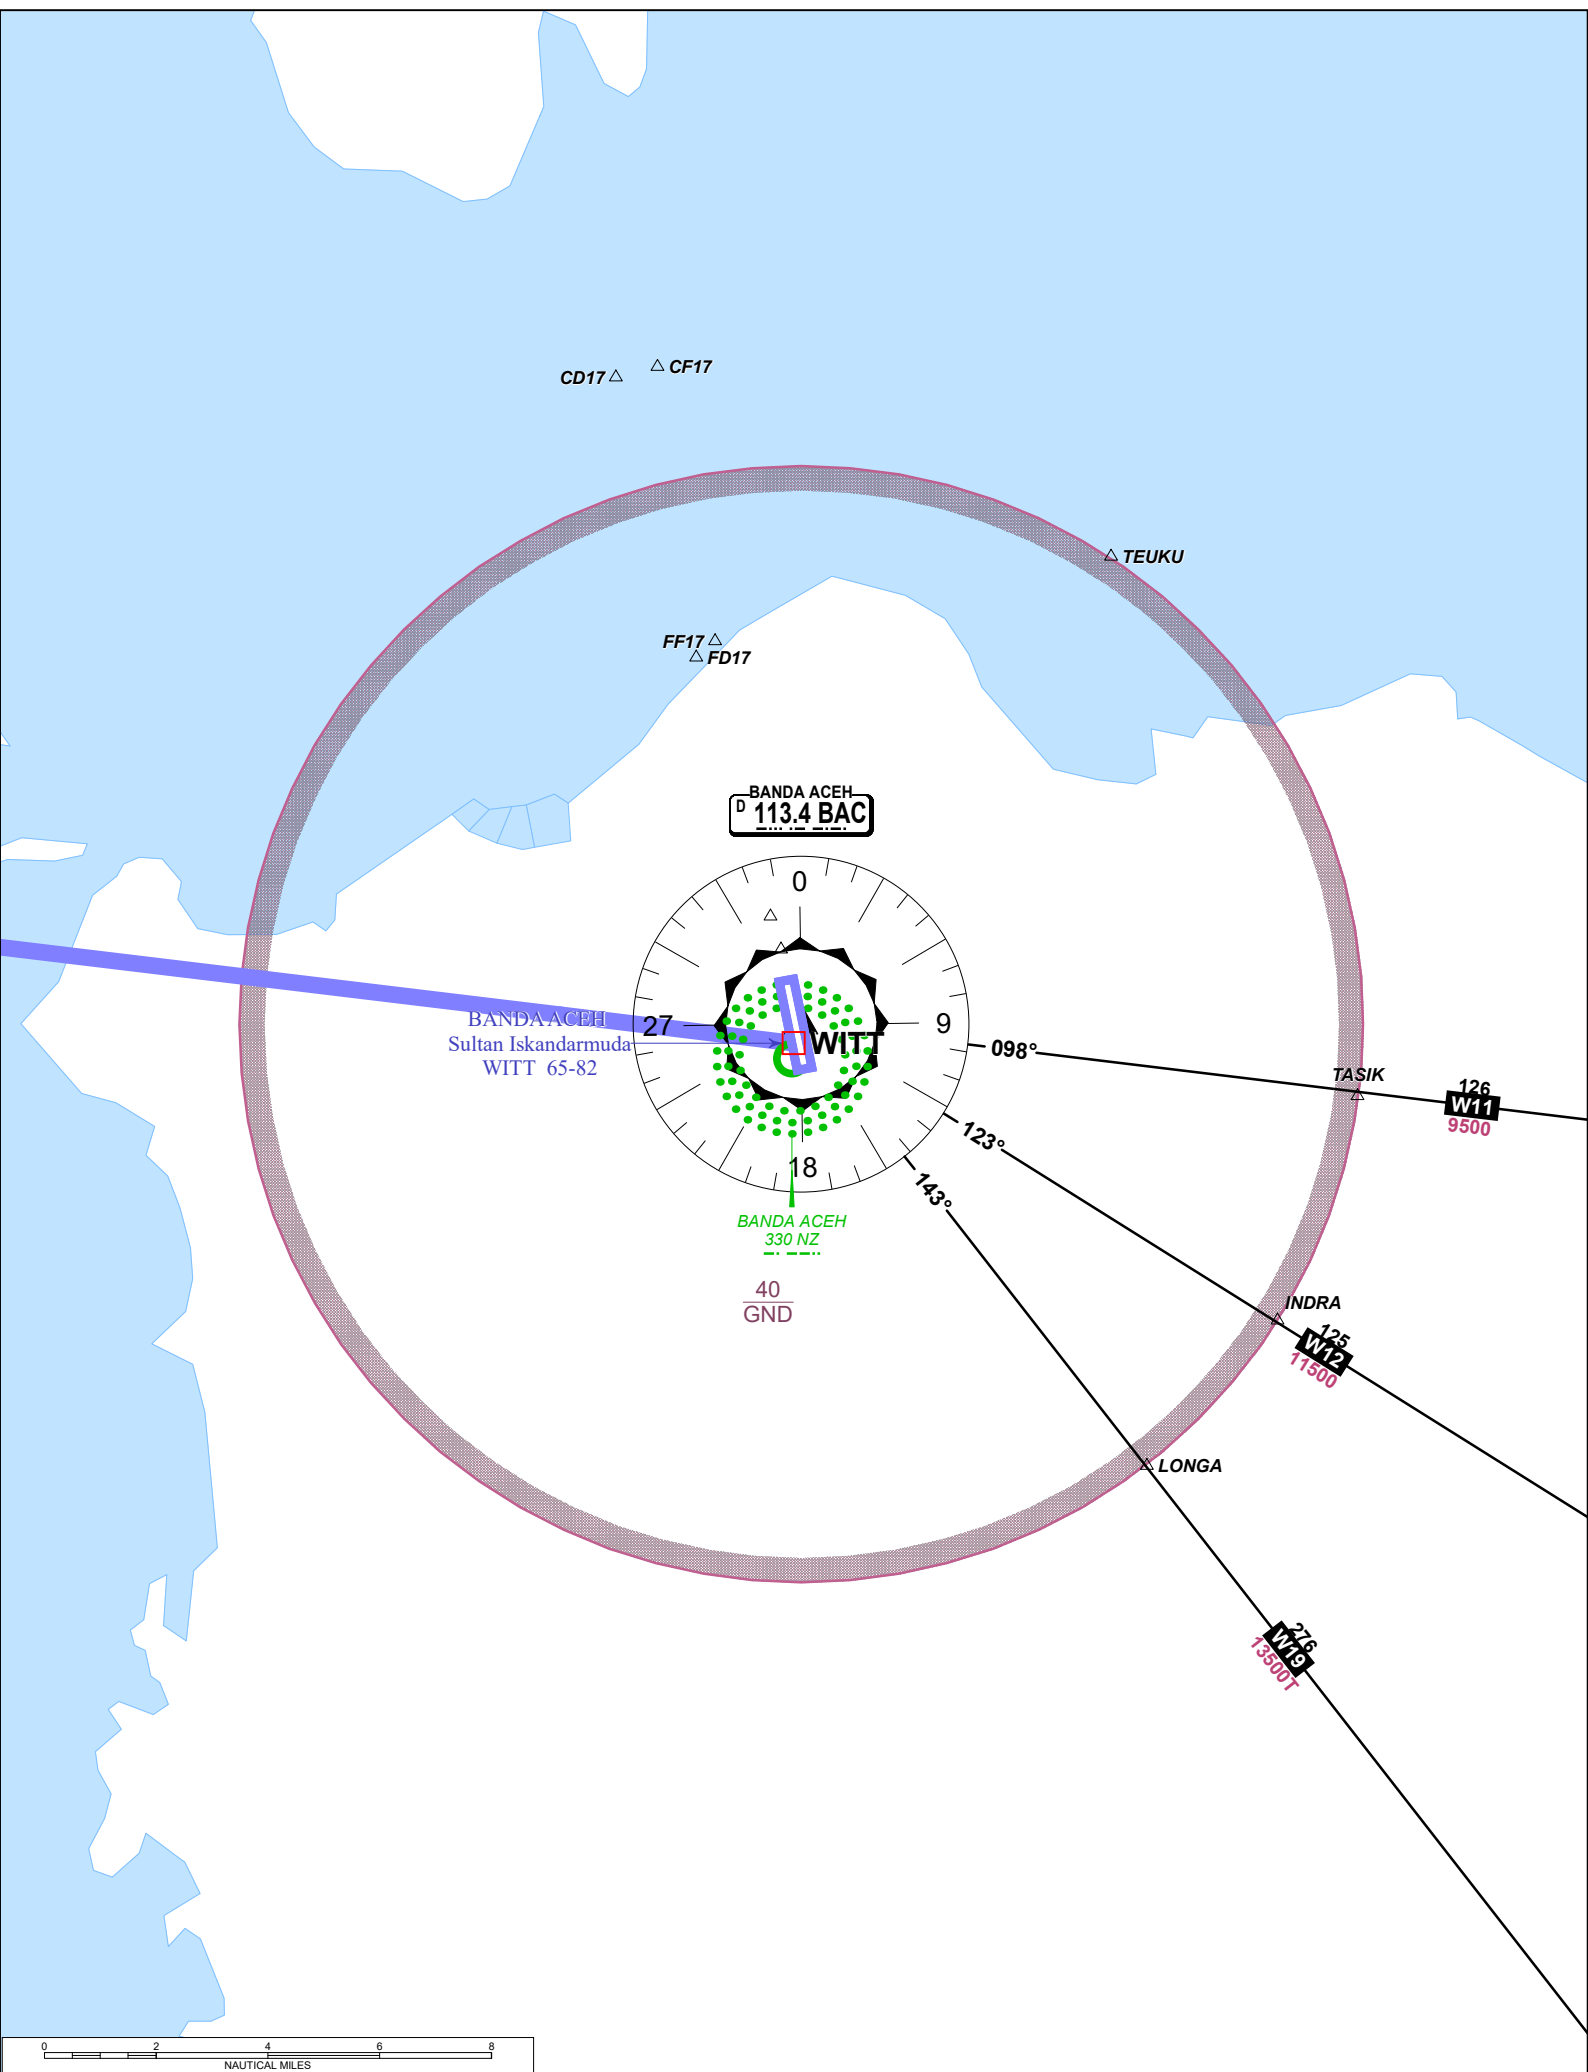 CF17
CD17
TEUKU
FF17
FD17
BANDA ACEH
D 113.4 BAC
0
BANDA ACEH
27
9
Sultan Iskandarmuda
WITT
098°
WITT 65-82
TASIK
126
W11
9500
123°
18
143°
BANDA ACEH
330 NZ
40
GND
INDRA
125
W12
11500
LONGA
276
W19
13500T
0 2 4 6 8
NAUTICAL MILES